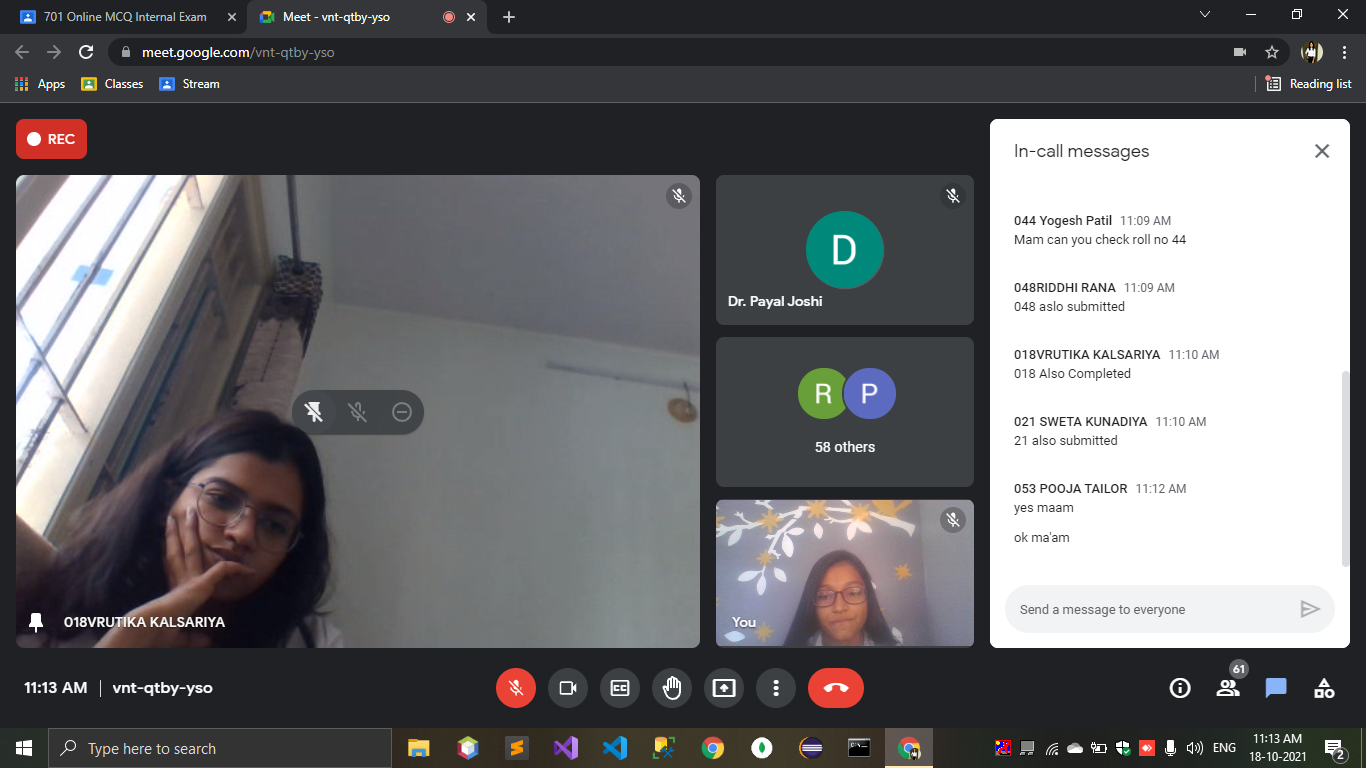 701 Online MCQ Internal Exam
Meet - vnt-qtby-yso
meet.google.com/vnt-qtby-yso
Apps
Classes
Stream
Reading list
REC
018VRUTIKA KALSARIYA
D
Dr. Payal Joshi
R P
58 others
You
In-call messages
044 Yogesh Patil 11:09 AM
Mam can you check roll no 44
048RIDDHI RANA 11:09 AM
048 aslo submitted
018VRUTIKA KALSARIYA 11:10 AM
018 Also Completed
021 SWETA KUNADIYA 11:10 AM
21 also submitted
053 POOJA TAILOR 11:12 AM
yes maam
ok ma'am
Send a message to everyone
11:13 AM | vnt-qtby-yso
CC
61
Type here to search
ENG
11:13 AM
18-10-2021
2